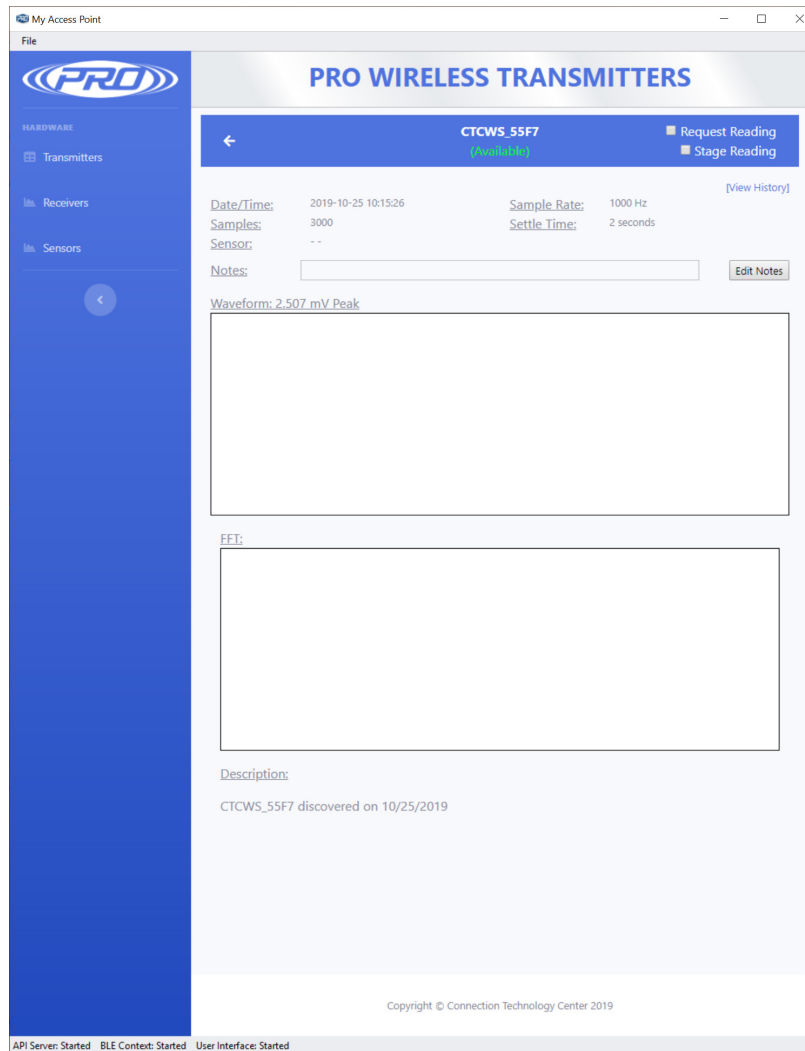 My Access Point
File
PRO
PRO WIRELESS TRANSMITTERS
HARDWARE
Transmitters
Receivers
Sensors
CTCWS_55F7
(Available)
Request Reading
Stage Reading
[View History]
Date/Time: 2019-10-25 10:15:26 Sample Rate: 1000 Hz
Samples: 3000 Settle Time: 2 seconds
Sensor: - -
Notes: Edit Notes
Waveform: 2.507 mV Peak
FFT:
Description:
CTCWS_55F7 discovered on 10/25/2019
Copyright © Connection Technology Center 2019
API Server: Started BLE Context: Started User Interface: Started